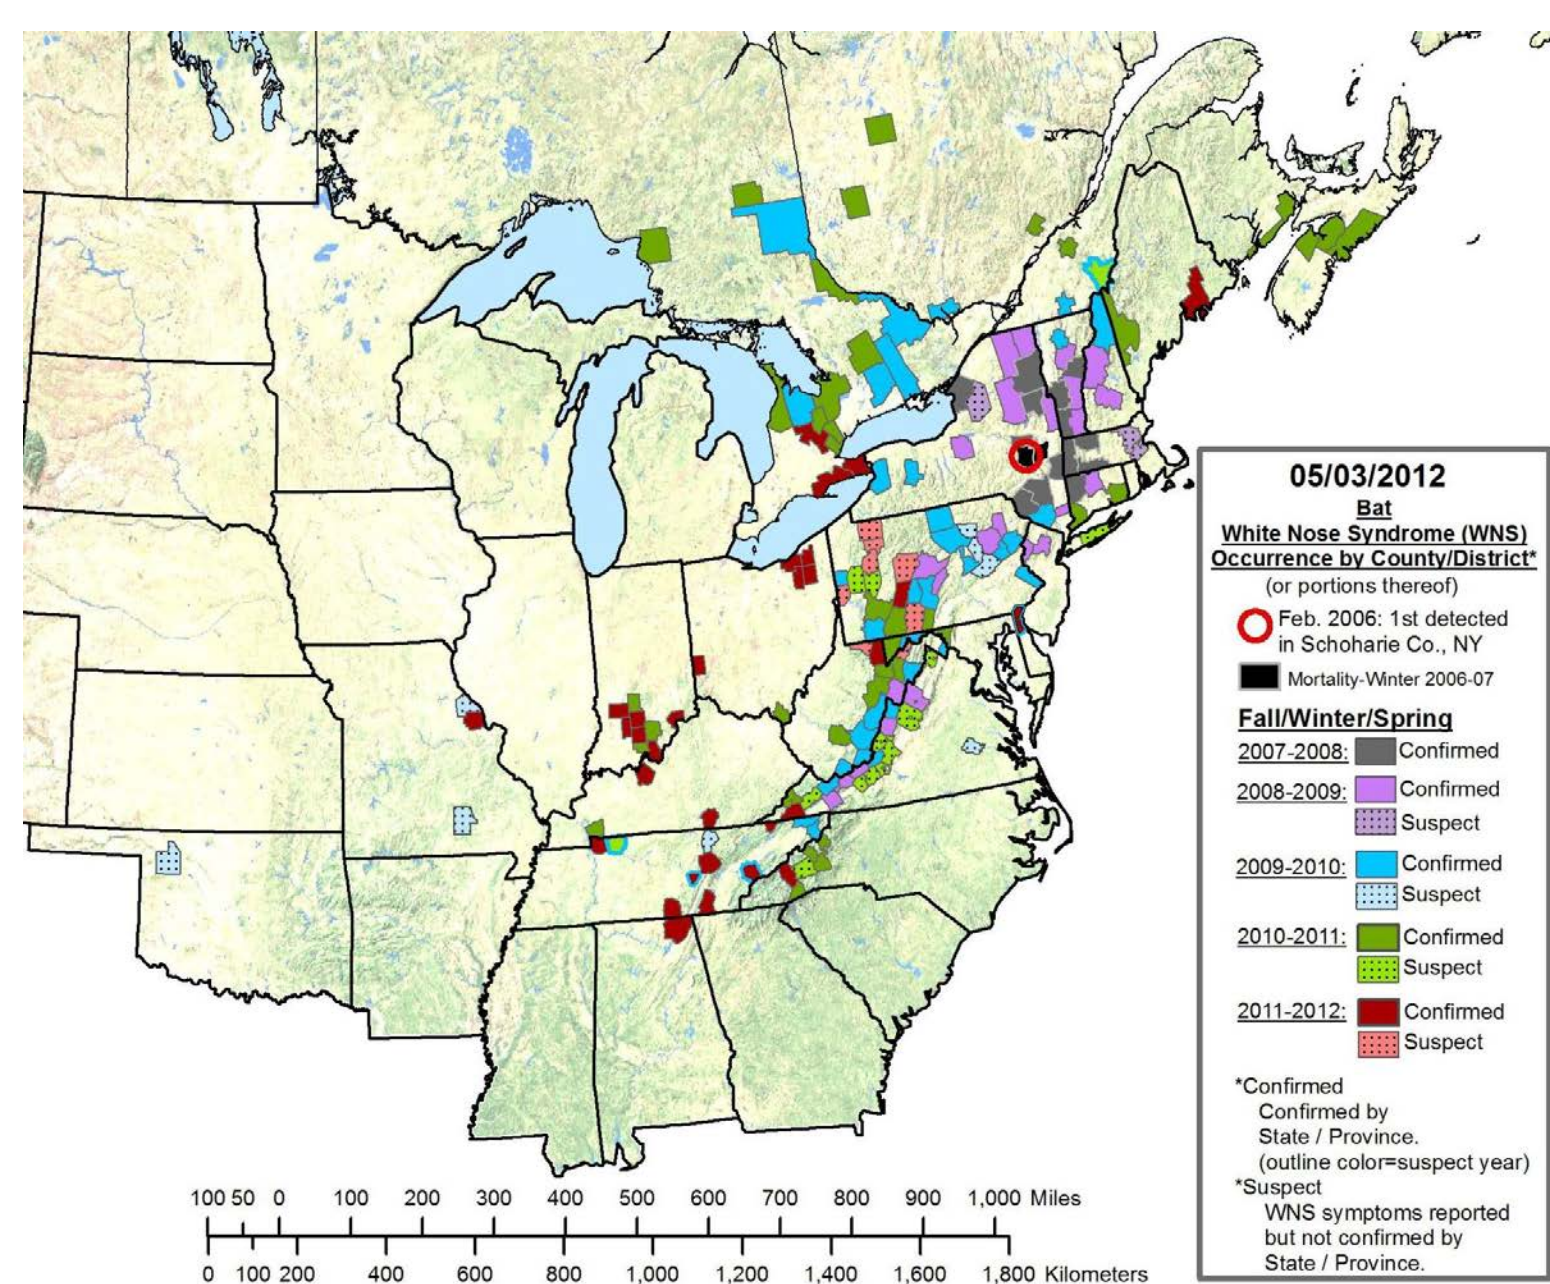 05/03/2012
Bat
White Nose Syndrome (WNS)
Occurrence by County/District*
(or portions thereof)
Feb. 2006: 1st detected
in Schoharie Co., NY
Mortality-Winter 2006-07
Fall/Winter/Spring
2007-2008: Confirmed
2008-2009: Confirmed
Suspect
2009-2010: Confirmed
Suspect
2010-2011: Confirmed
Suspect
2011-2012: Confirmed
Suspect
*Confirmed
Confirmed by
State / Province.
(outline color=suspect year)
*Suspect
WNS symptoms reported
but not confirmed by
State / Province.
100 50 0 100 200 300 400 500 600 700 800 900 1,000 Miles
0 100 200 400 600 800 1,000 1,200 1,400 1,600 1,800 Kilometers